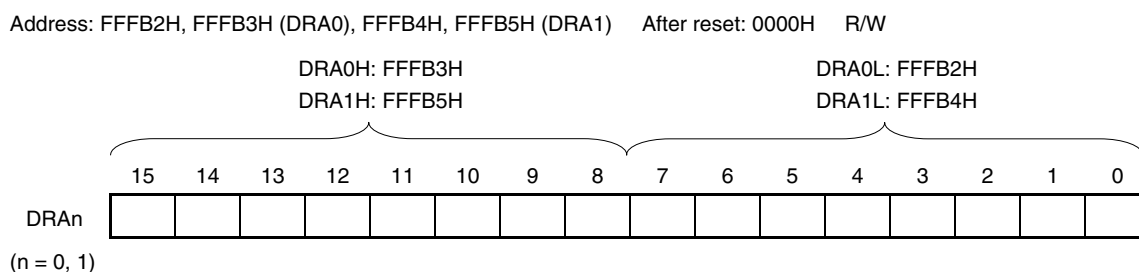 Address: FFFB2H, FFFB3H (DRA0), FFFB4H, FFFB5H (DRA1) After reset: 0000H R/W
DRA0H: FFFB3H DRA0L: FFFB2H
DRA1H: FFFB5H DRA1L: FFFB4H
15 14 13 12 11 10 9 8 7 6 5 4 3 2 1 0
DRAn
(n = 0, 1)